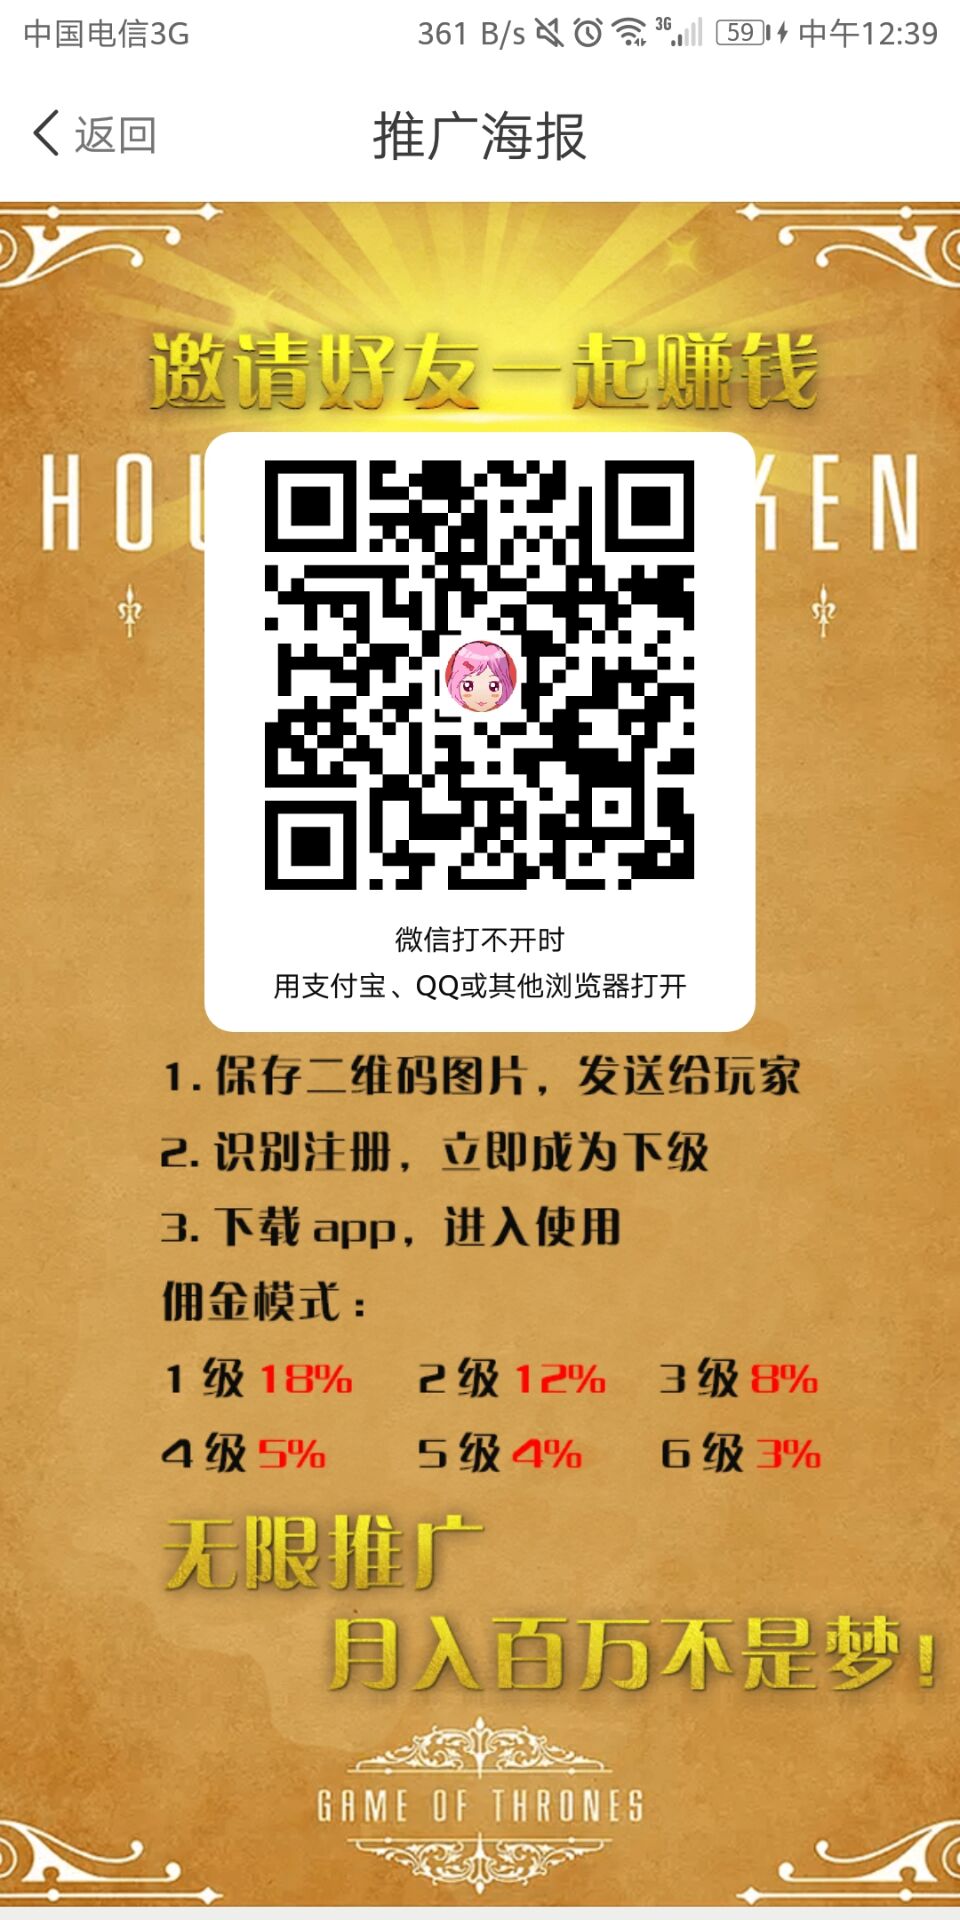 中国电信3G 361 B/s 3G 59 中午12:39
返回 推广海报
邀请好友一起赚钱
HOU KEN
微信打不开时
用支付宝、QQ或其他浏览器打开
1. 保存二维码图片，发送给玩家
2. 识别注册，立即成为下级
3. 下载 app，进入使用
佣金模式：
1 级 18% 2 级 12% 3 级 8%
4 级 5% 5 级 4% 6 级 3%
无限推广
月入百万不是梦！
GAME OF THRONES